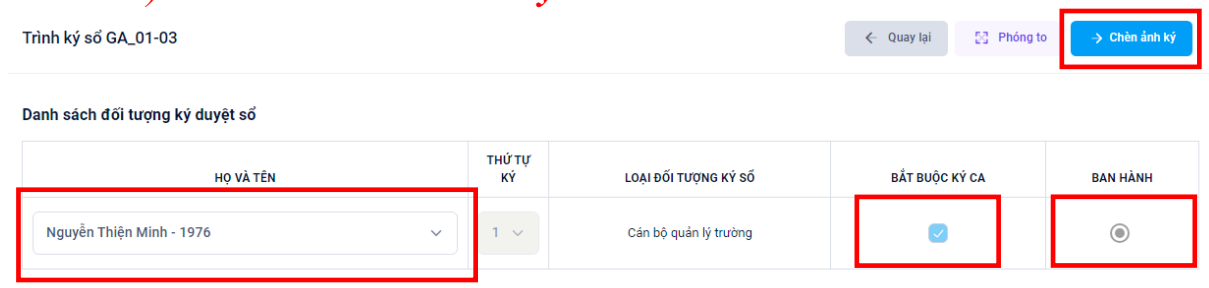 Trình ký sổ GA_01-03
Quay lại
Phóng to
Chèn ảnh ký
Danh sách đối tượng ký duyệt sổ
HỌ VÀ TÊN
THỨ TỰ KÝ
LOẠI ĐỐI TƯỢNG KÝ SỔ
BẮT BUỘC KÝ CA
BAN HÀNH
Nguyễn Thiện Minh - 1976
1
Cán bộ quản lý trường